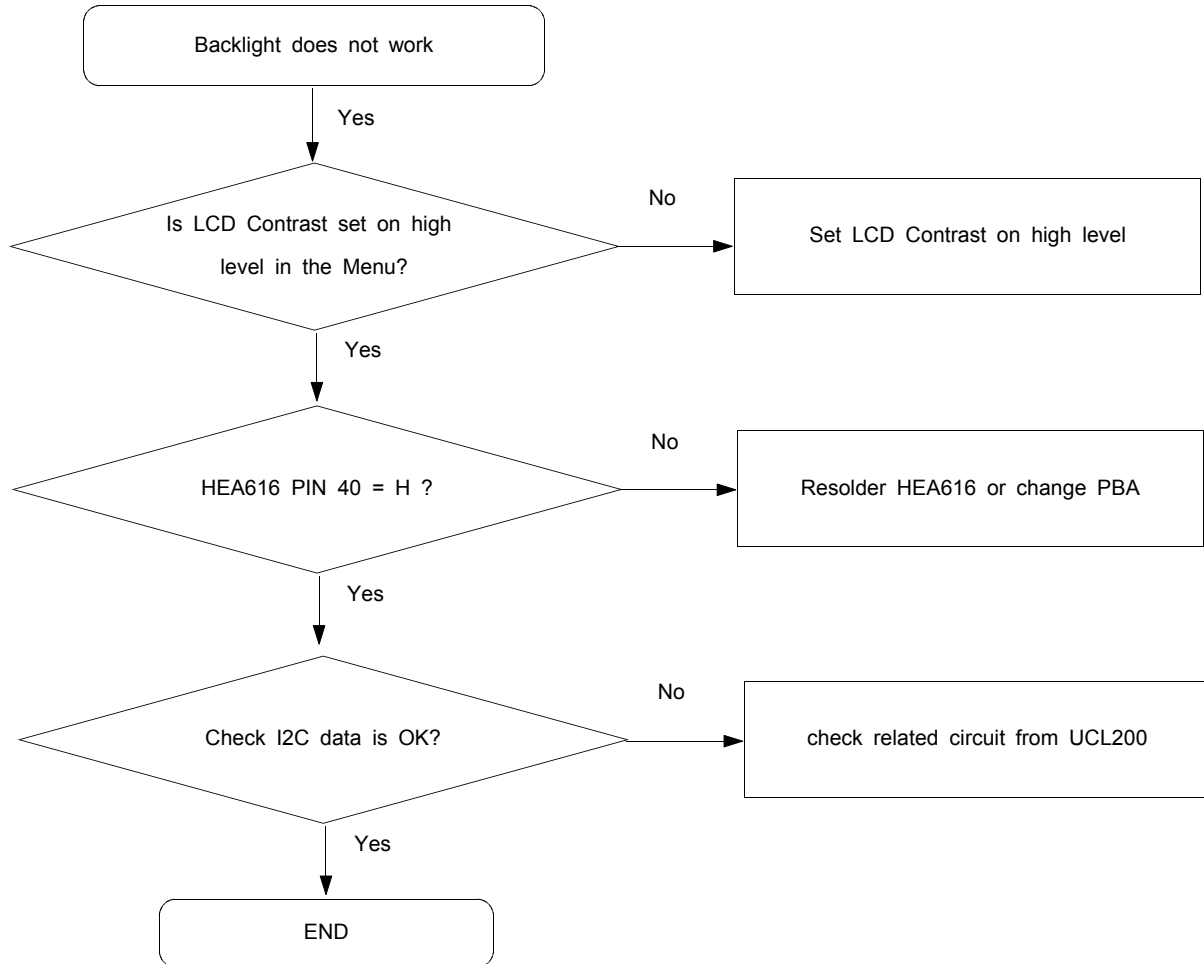 Backlight does not work
Yes
Is LCD Contrast set on high
level in the Menu?
No
Set LCD Contrast on high level
Yes
HEA616 PIN 40 = H ?
No
Resolder HEA616 or change PBA
Yes
Check I2C data is OK?
No
check related circuit from UCL200
Yes
END